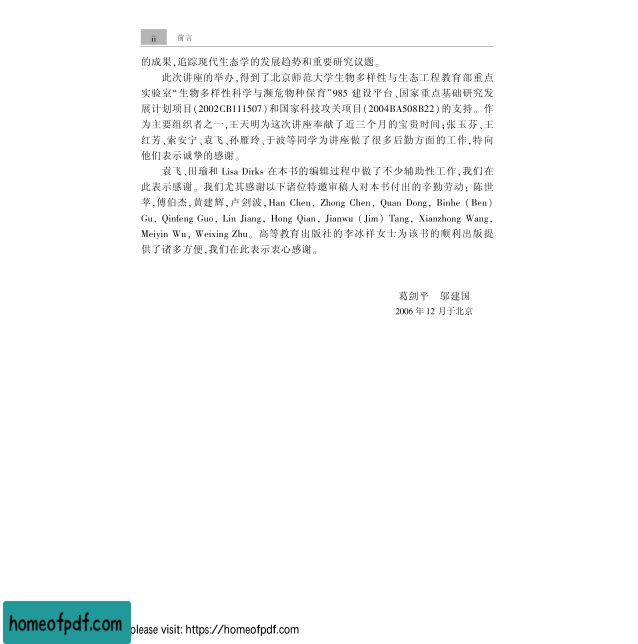 ii 前言
的成果,追踪现代生态学的发展趋势和重要研究议题。
此次讲座的举办,得到了北京师范大学生物多样性与生态工程教育部重点
实验室“生物多样性科学与濒危物种保育”985 建设平台、国家重点基础研究发
展计划项目(2002CB111507)和国家科技攻关项目(2004BA508B22)的支持。作
为主要组织者之一,王天明为这次讲座奉献了近三个月的宝贵时间;张玉芬、王
红芳、索安宁、袁飞、孙雁玲、于波等同学为讲座做了很多后勤方面的工作,特向
他们表示诚挚的感谢。
袁飞、田瑜和 Lisa Dirks 在本书的编辑过程中做了不少辅助性工作,我们在
此表示感谢。我们尤其感谢以下诸位特邀审稿人对本书付出的辛勤劳动: 陈世
苹,傅伯杰,黄建辉,卢剑波,Han Chen, Zhong Chen, Quan Dong, Binhe (Ben)
Gu, Qinfeng Guo, Lin Jiang, Hong Qian, Jianwu (Jim) Tang, Xianzhong Wang,
Meiyin Wu, Weixing Zhu。高等教育出版社的李冰祥女士为该书的顺利出版提
供了诸多方便,我们在此表示衷心感谢。
葛剑平 邬建国
2006 年 12 月于北京
homeofpdf.com please visit: https://homeofpdf.com